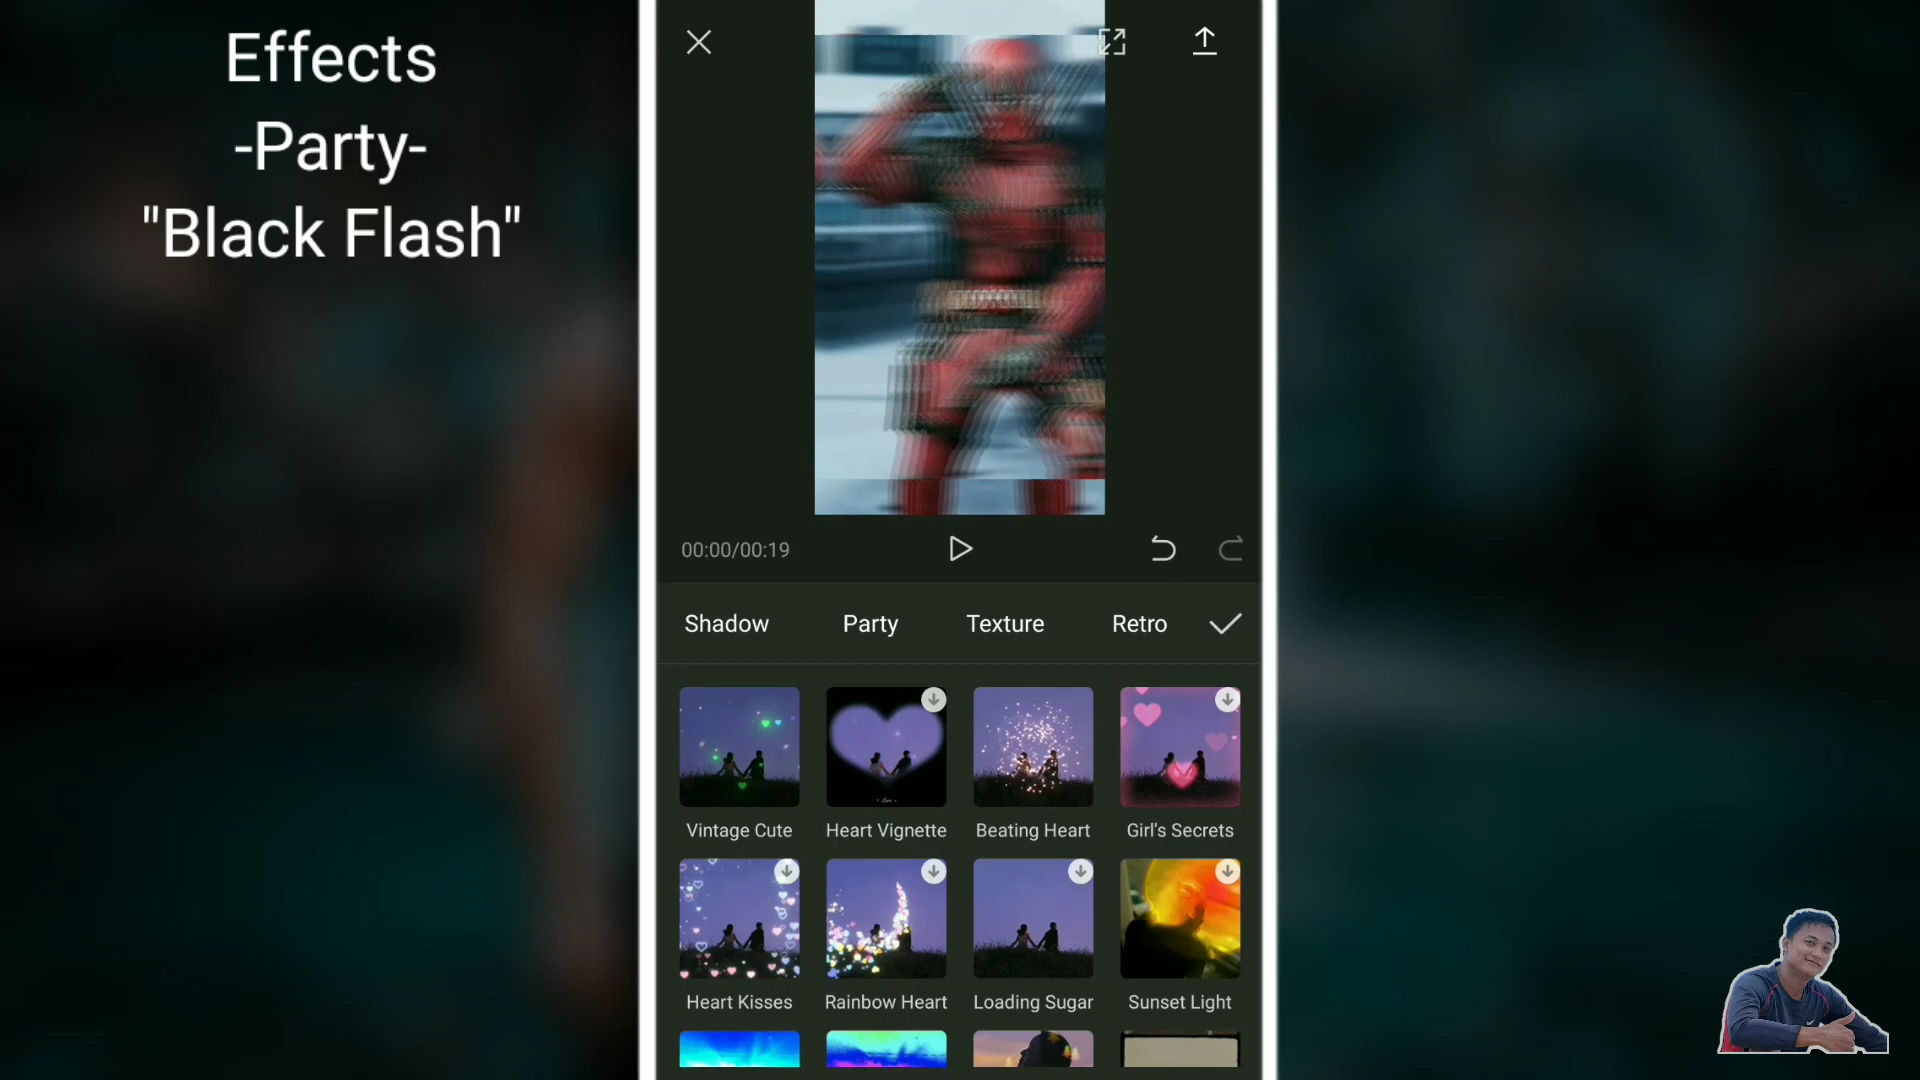 Effects
-Party-
"Black Flash"
00:00/00:19
Shadow Party Texture Retro
Vintage Cute Heart Vignette Beating Heart Girl's Secrets
Heart Kisses Rainbow Heart Loading Sugar Sunset Light